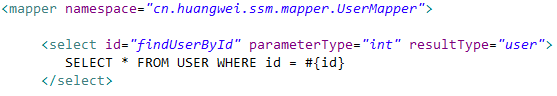 <mapper namespace="cn.huangwei.ssm.mapper.UserMapper">
<select id="findUserById" parameterType="int" resultType="user">
SELECT * FROM USER WHERE id = #{id}
</select>